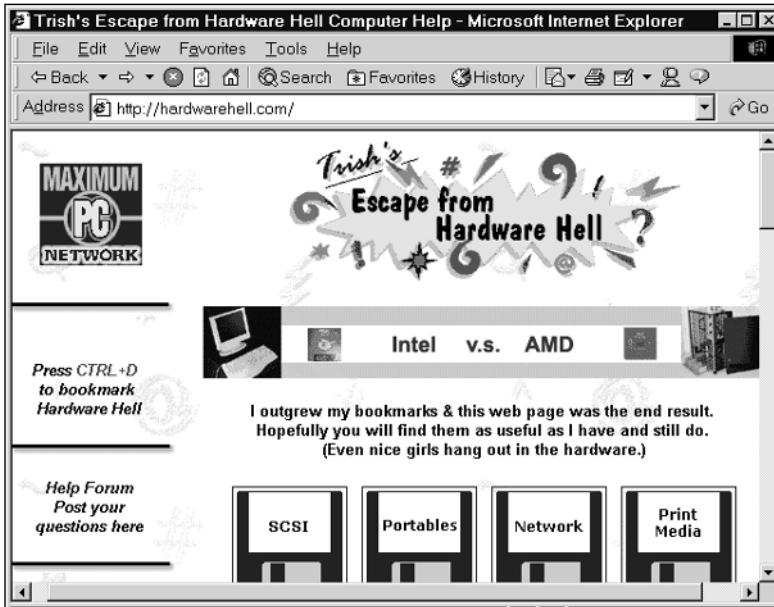 Trish's Escape from Hardware Hell Computer Help - Microsoft Internet Explorer
File Edit View Favorites Tools Help
Back Search Favorites History
Address http://hardwarehell.com/ Go
MAXIMUM
PC
NETWORK
Trish's
Escape from
Hardware Hell
Intel v.s. AMD
Press CTRL+D
to bookmark
Hardware Hell
I outgrew my bookmarks & this web page was the end result.
Hopefully you will find them as useful as I have and still do.
(Even nice girls hang out in the hardware.)
Help Forum
Post your
questions here
SCSI
Portables
Network
Print
Media